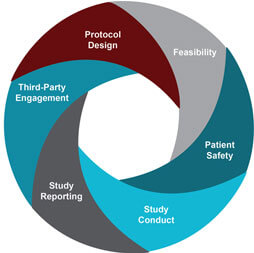 Protocol
Design
Feasibility
Patient
Safety
Study
Conduct
Study
Reporting
Third-Party
Engagement